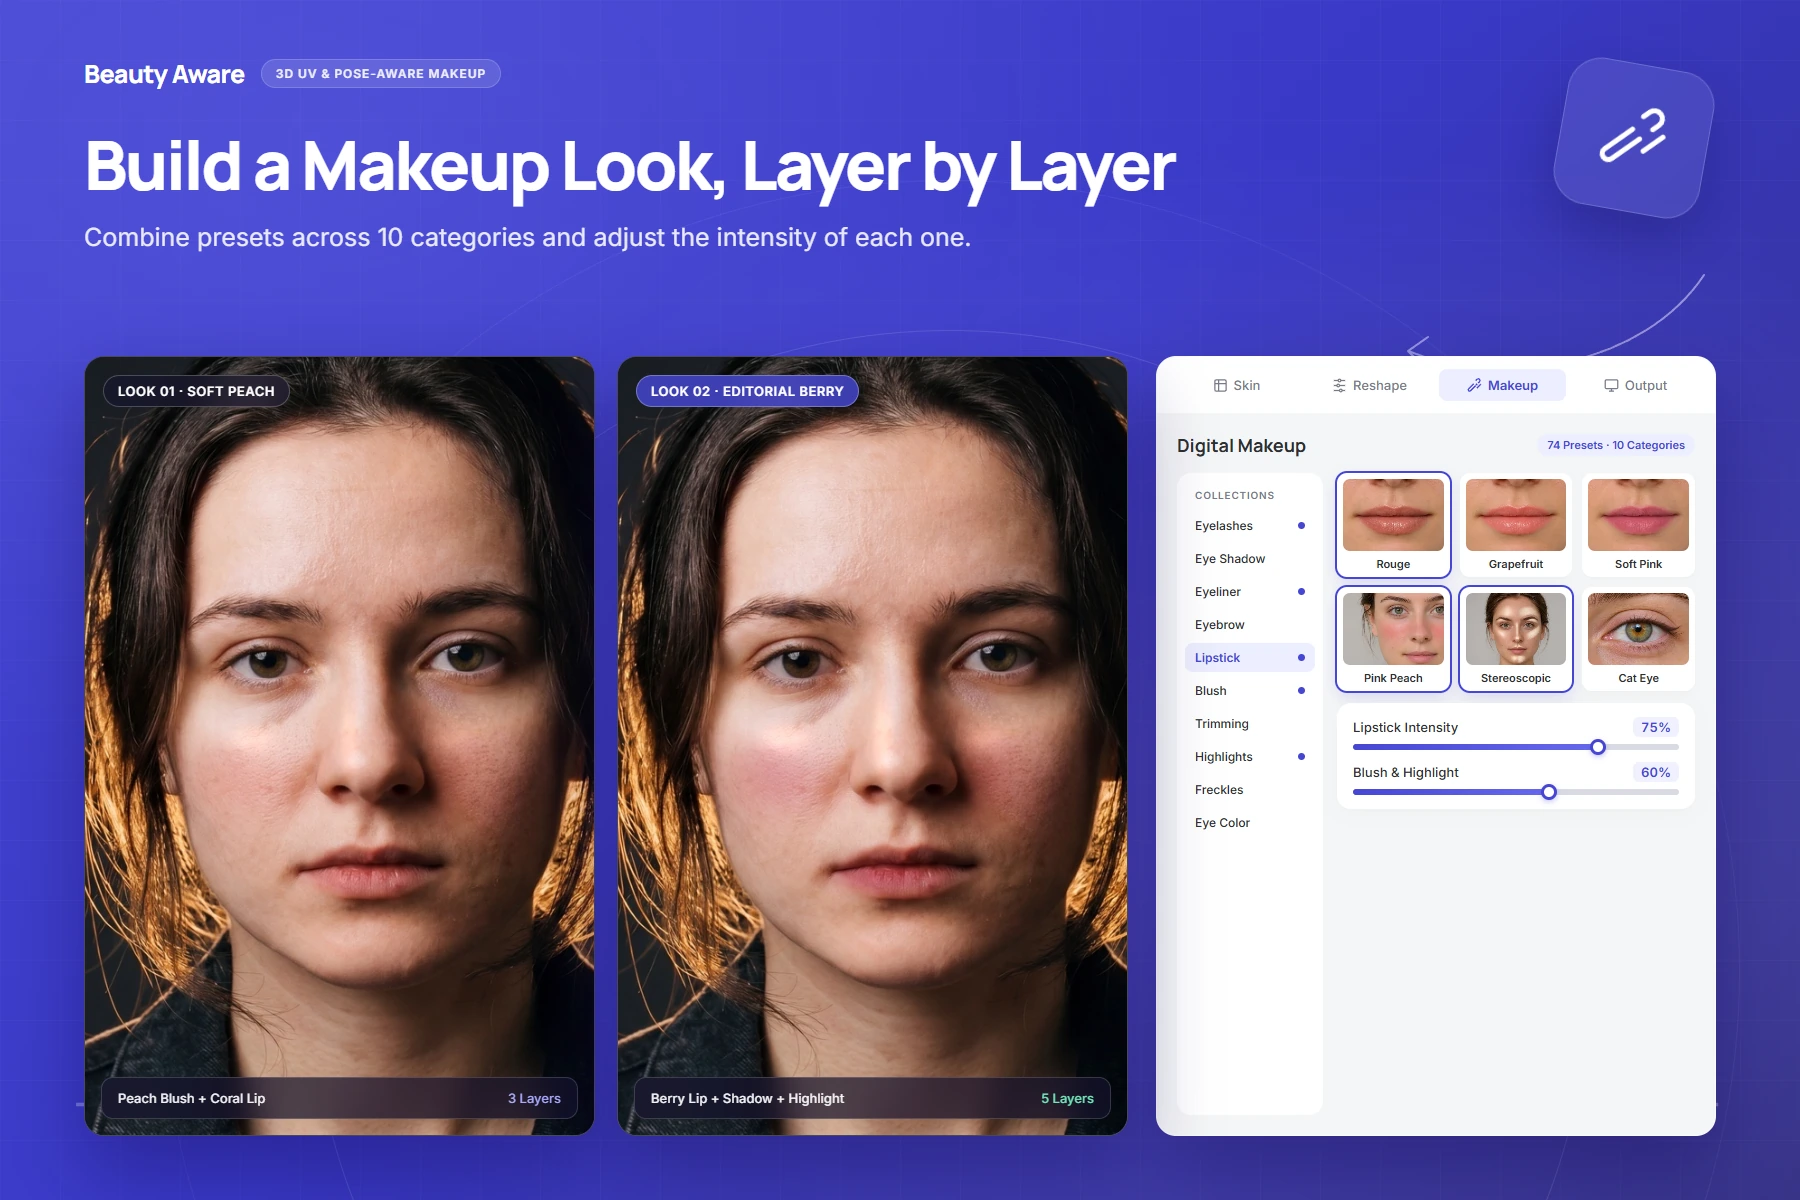 Beauty Aware
3D UV & POSE-AWARE MAKEUP
Build a Makeup Look, Layer by Layer
Combine presets across 10 categories and adjust the intensity of each one.
LOOK 01 · SOFT PEACH
Peach Blush + Coral Lip
3 Layers
LOOK 02 · EDITORIAL BERRY
Berry Lip + Shadow + Highlight
5 Layers
Skin
Reshape
Makeup
Output
Digital Makeup
74 Presets · 10 Categories
COLLECTIONS
Eyelashes
Eye Shadow
Eyeliner
Eyebrow
Lipstick
Blush
Trimming
Highlights
Freckles
Eye Color
Rouge
Grapefruit
Soft Pink
Pink Peach
Stereoscopic
Cat Eye
Lipstick Intensity
75%
Blush & Highlight
60%